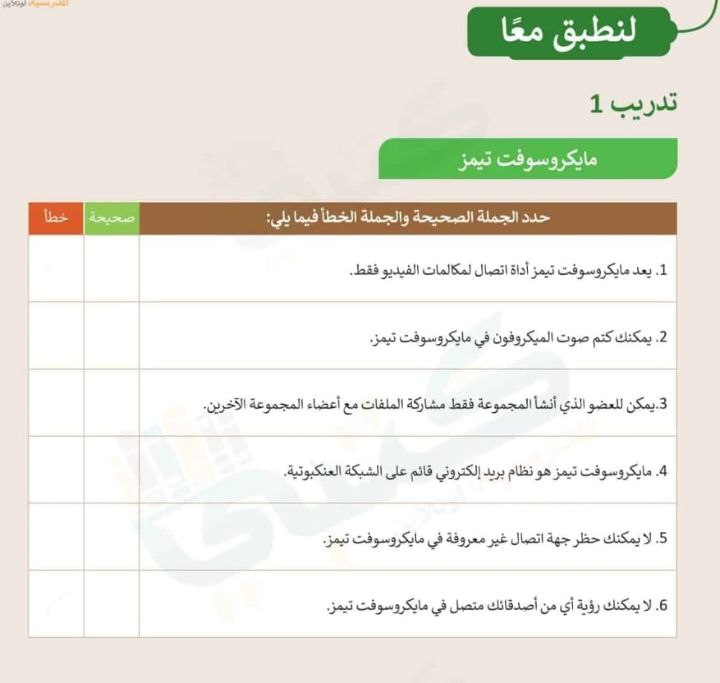 المدرسة أونلاين
لنطبق معًا
تدريب 1
مايكروسوفت تيمز
حدد الجملة الصحيحة والجملة الخطأ فيما يلي: صحيحة خطأ
1. يعد مايكروسوفت تيمز أداة اتصال لمكالمات الفيديو فقط.
2. يمكنك كتم صوت الميكروفون في مايكروسوفت تيمز.
3.يمكن للعضو الذي أنشأ المجموعة فقط مشاركة الملفات مع أعضاء المجموعة الآخرين.
4. مايكروسوفت تيمز هو نظام بريد إلكتروني قائم على الشبكة العنكبوتية.
5. لا يمكنك حظر جهة اتصال غير معروفة في مايكروسوفت تيمز.
6. لا يمكنك رؤية أي من أصدقائك متصل في مايكروسوفت تيمز.
كتبي
أونلاين